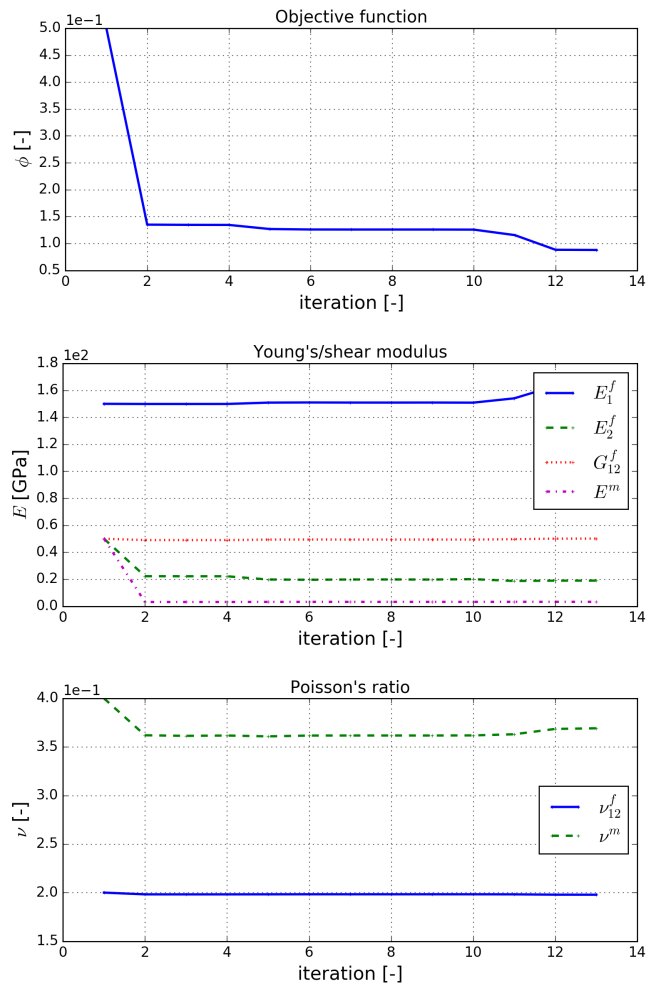 Objective function
1e−1
5.0
4.5
4.0
3.5
3.0
2.5
2.0
1.5
1.0
0.5
ϕ [-]
0 2 4 6 8 10 12 14
iteration [-]
Young's/shear modulus
1e2
1.8
1.6
1.4
1.2
1.0
0.8
0.6
0.4
0.2
0.0
E [GPa]
E_1^f
E_2^f
G_{12}^f
E^m
0 2 4 6 8 10 12 14
iteration [-]
Poisson's ratio
1e−1
4.0
3.5
3.0
2.5
2.0
1.5
ν [-]
ν_{12}^f
ν^m
0 2 4 6 8 10 12 14
iteration [-]